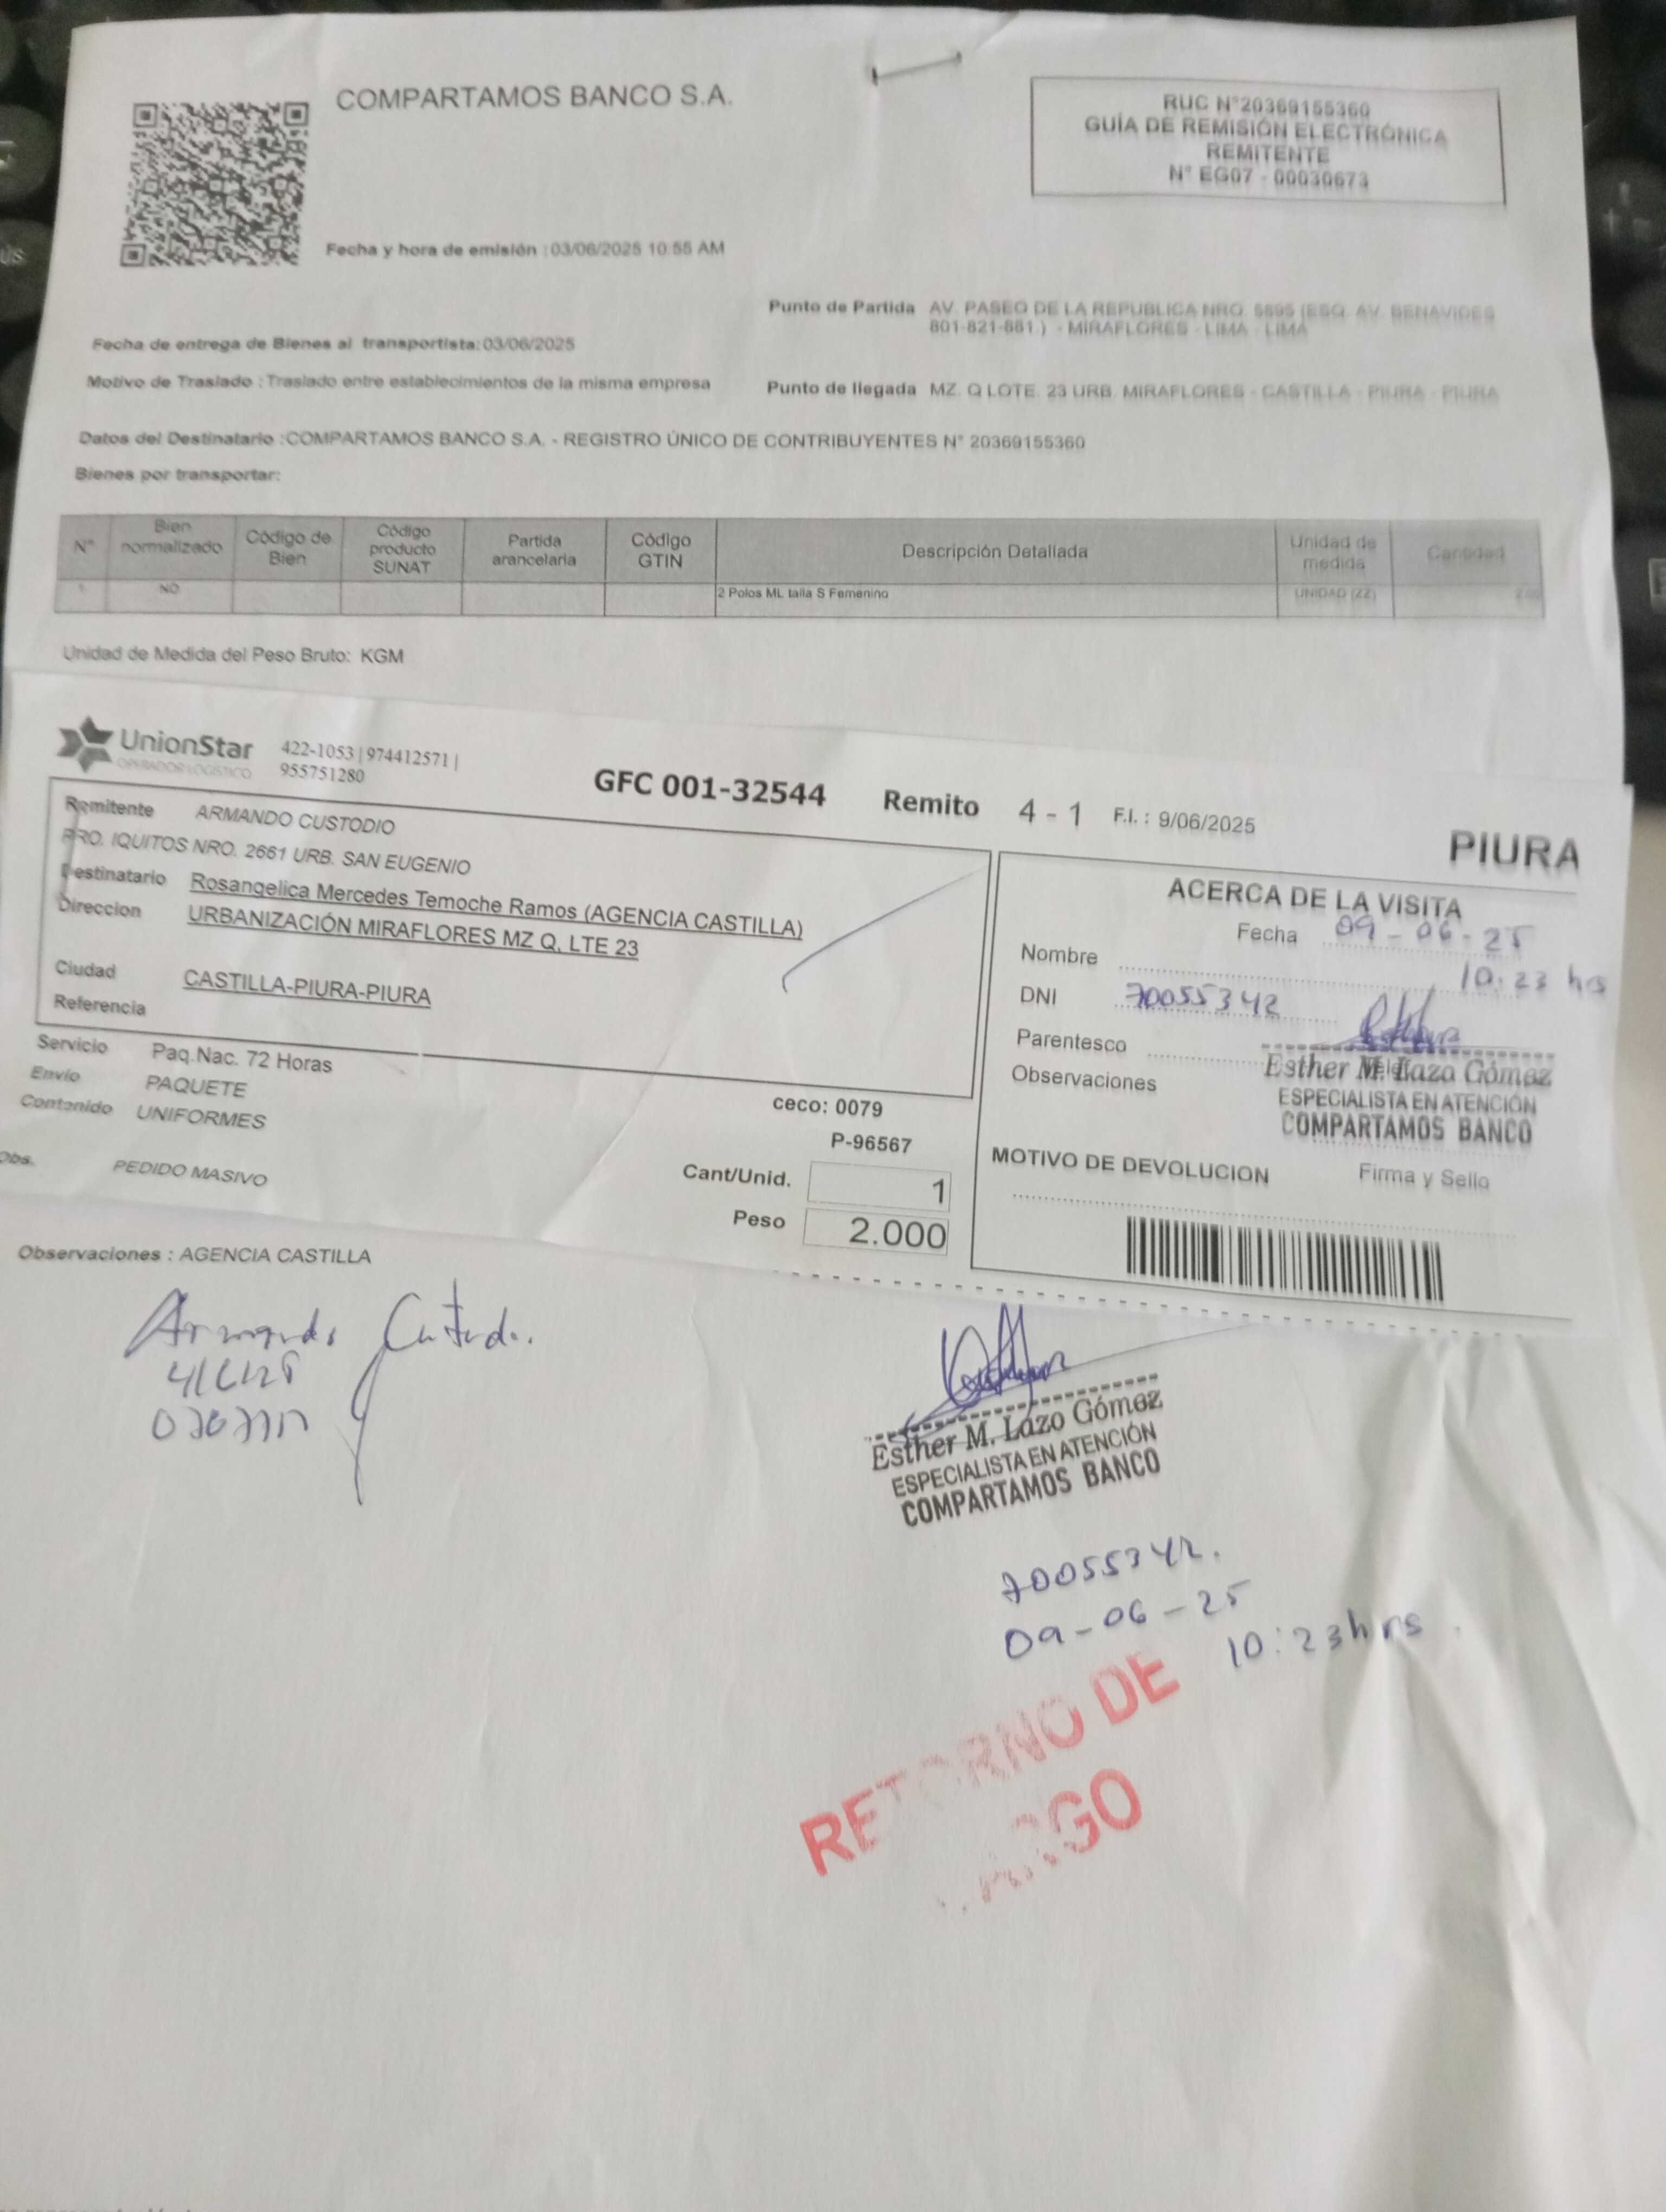 COMPARTAMOS BANCO S.A.
RUC N°20369155360
GUÍA DE REMISIÓN ELECTRÓNICA
REMITENTE
N° EG07 - 00030673
Fecha y hora de emisión : 03/06/2025 10:55 AM
Punto de Partida AV. PASEO DE LA REPUBLICA NRO. 5895 (ESQ. AV. BENAVIDES
801-821-881.) - MIRAFLORES - LIMA - LIMA
Fecha de entrega de Bienes al transportista: 03/06/2025
Motivo de Traslado : Traslado entre establecimientos de la misma empresa
Punto de llegada MZ. Q LOTE. 23 URB. MIRAFLORES - CASTILLA - PIURA - PIURA
Datos del Destinatario : COMPARTAMOS BANCO S.A. - REGISTRO ÚNICO DE CONTRIBUYENTES N° 20369155360
Bienes por transportar:
N° Bien normalizado Código de Bien Código producto SUNAT Partida arancelaria Código GTIN Descripción Detallada Unidad de medida Cantidad
1 NO 2 Polos ML talla S Femenino UNIDAD (ZZ)
Unidad de Medida del Peso Bruto: KGM
UnionStar
OPERADOR LOGISTICO
422-1053 | 974412571 |
955751280
GFC 001-32544 Remito 4 - 1 F.I. : 9/06/2025
PIURA
Remitente ARMANDO CUSTODIO
PRO. IQUITOS NRO. 2661 URB. SAN EUGENIO
Destinatario Rosangelica Mercedes Temoche Ramos (AGENCIA CASTILLA)
Direccion URBANIZACIÓN MIRAFLORES MZ Q, LTE 23
Ciudad CASTILLA-PIURA-PIURA
Referencia
Servicio Paq.Nac. 72 Horas
Envio PAQUETE
Contenido UNIFORMES
Obs. PEDIDO MASIVO
ceco: 0079
P-96567
Cant/Unid. 1
Peso 2.000
ACERCA DE LA VISITA
Fecha 09-06-25
Nombre
10:23 hrs
DNI 70055342
Parentesco
Observaciones
Esther M. Lazo Gómez
ESPECIALISTA EN ATENCIÓN
COMPARTAMOS BANCO
MOTIVO DE DEVOLUCION
Firma y Sello
Observaciones : AGENCIA CASTILLA
Armando Custodio
Esther M. Lazo Gómez
ESPECIALISTA EN ATENCIÓN
COMPARTAMOS BANCO
70055342.
09-06-25
10:23hrs
RETORNO DE
CARGO